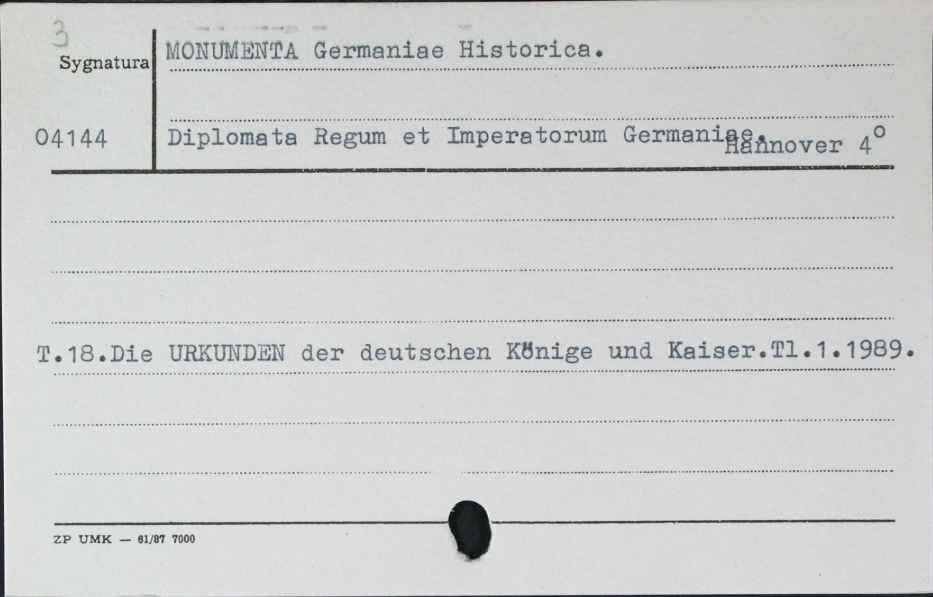 3
Sygnatura
MONUMENTA Germaniae Historica.
04144
Diplomata Regum et Imperatorum Germaniae.
Hannover 4°
T.18.Die URKUNDEN der deutschen Könige und Kaiser.Tl.1.1989.
ZP UMK — 61/87 7000